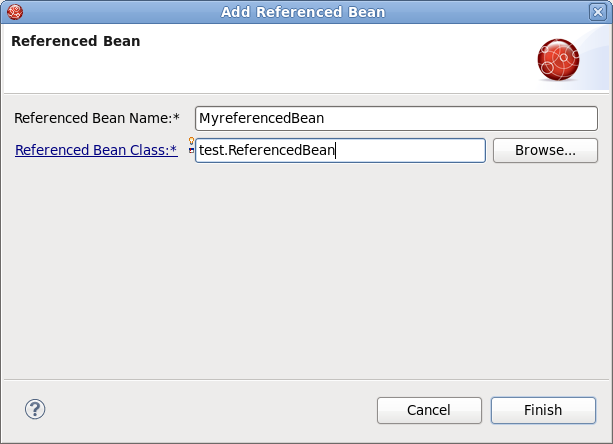 Add Referenced Bean
Referenced Bean
Referenced Bean Name:* MyreferencedBean
Referenced Bean Class:* test.ReferencedBean Browse...
? Cancel Finish